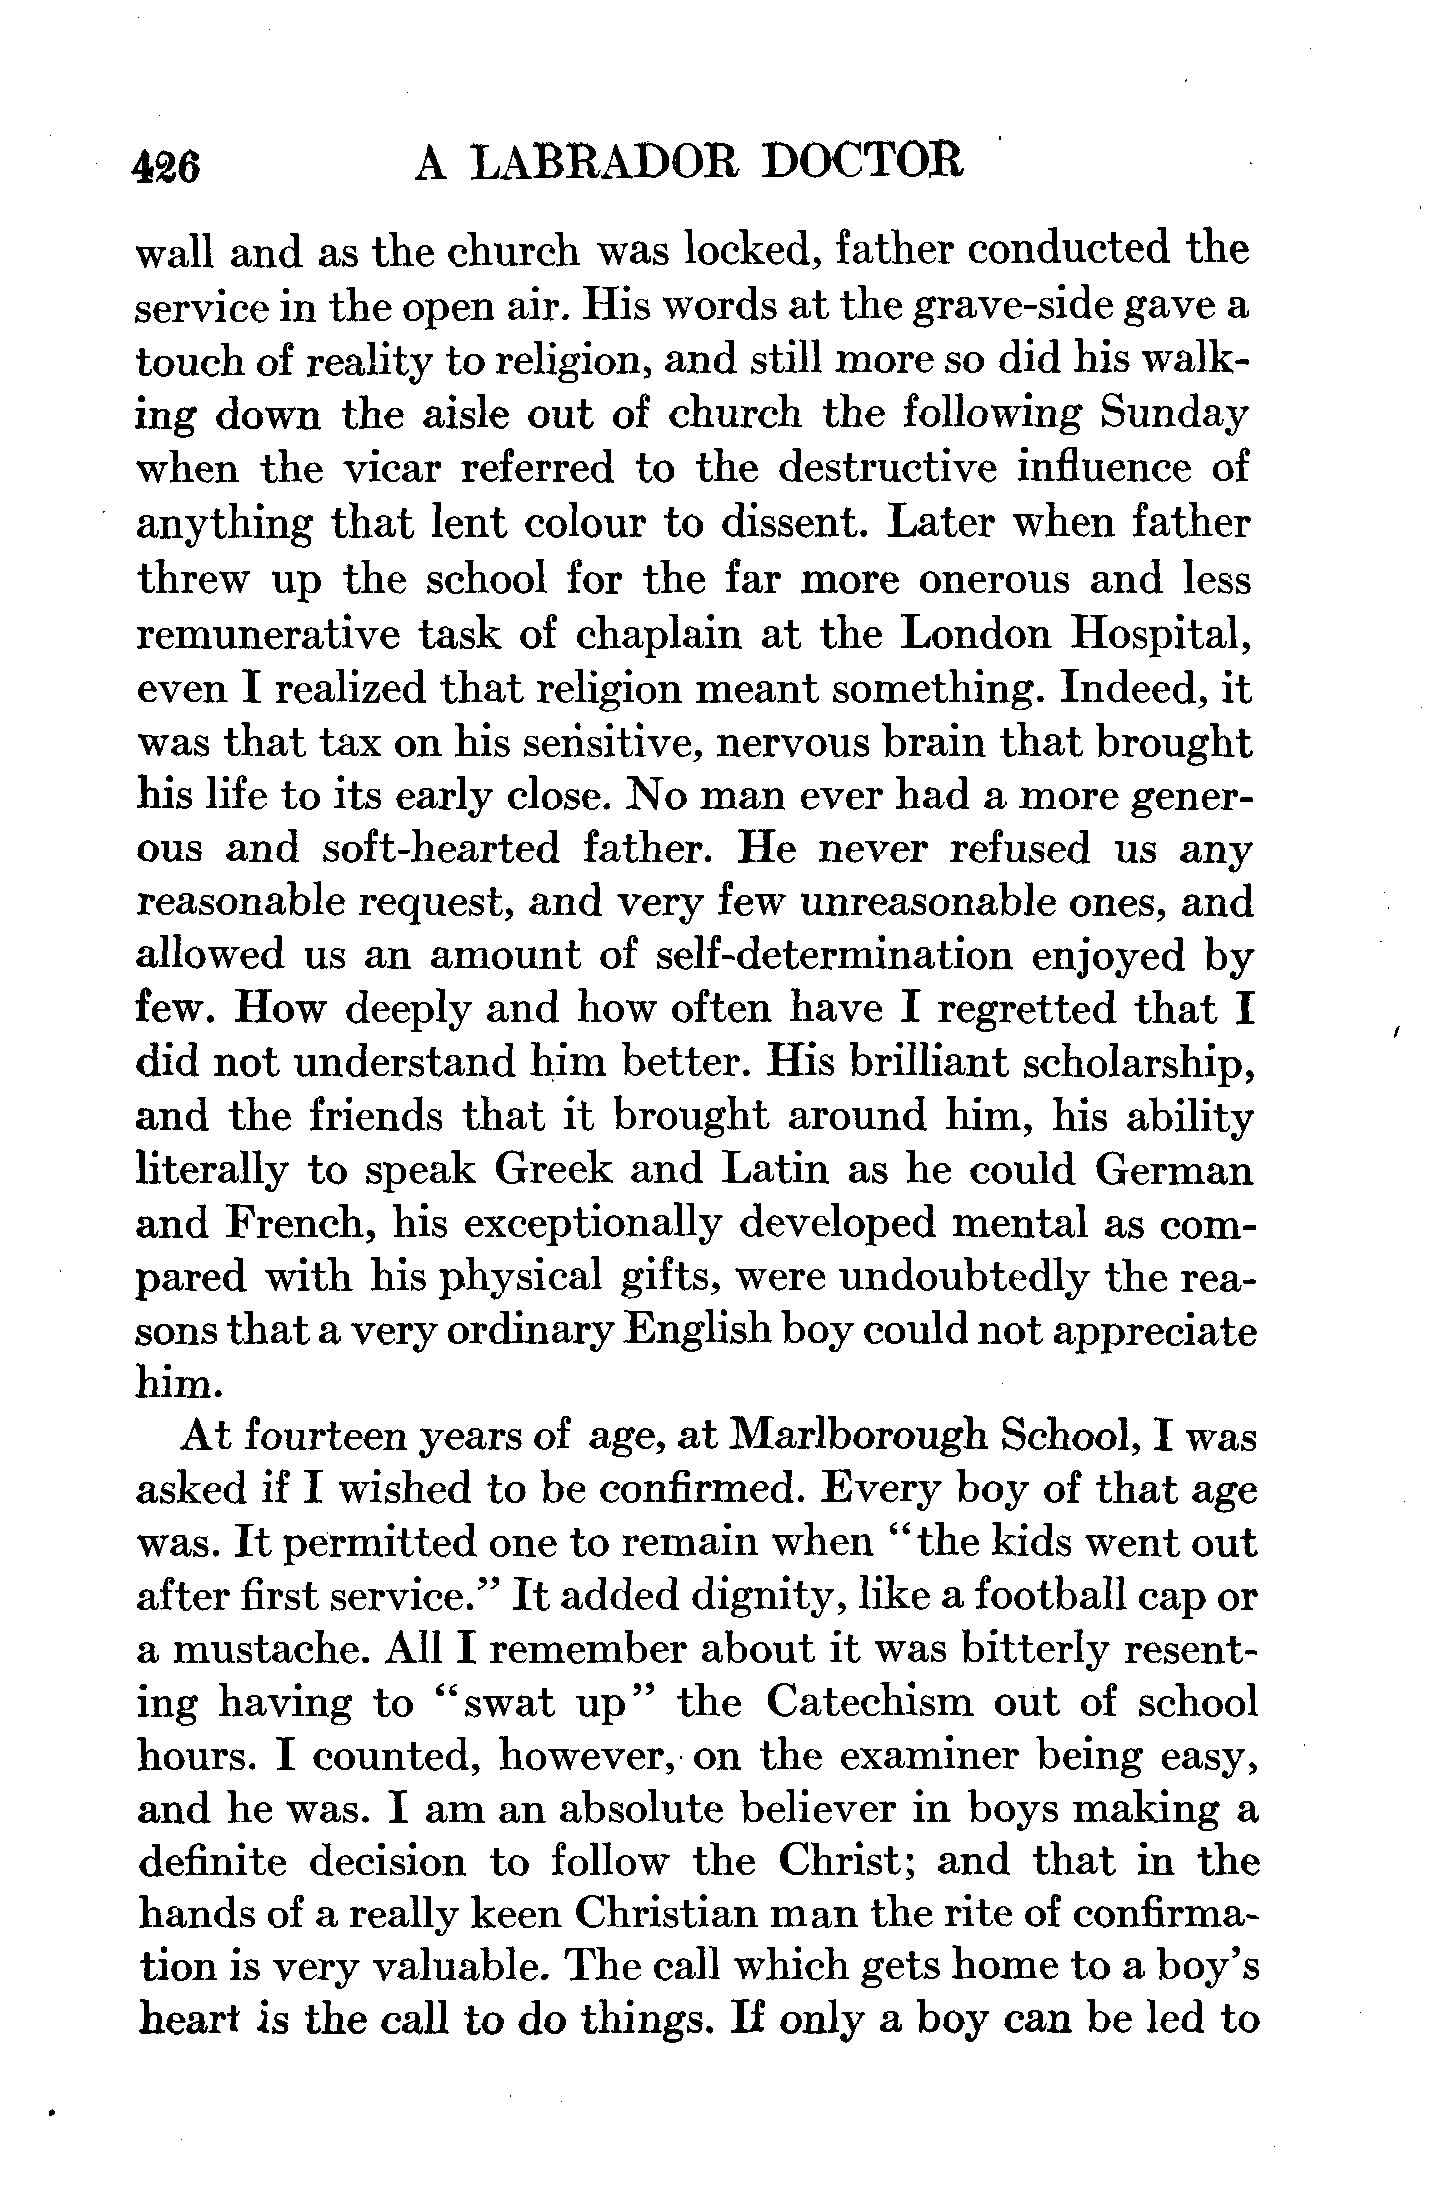 426 A LABRADOR DOCTOR
wall and as the church was locked, father conducted the
service in the open air. His words at the grave-side gave a
touch of reality to religion, and still more so did his walk-
ing down the aisle out of church the following Sunday
when the vicar referred to the destructive influence of
anything that lent colour to dissent. Later when father
threw up the school for the far more onerous and less
remunerative task of chaplain at the London Hospital,
even I realized that religion meant something. Indeed, it
was that tax on his sensitive, nervous brain that brought
his life to its early close. No man ever had a more gener-
ous and soft-hearted father. He never refused us any
reasonable request, and very few unreasonable ones, and
allowed us an amount of self-determination enjoyed by
few. How deeply and how often have I regretted that I
did not understand him better. His brilliant scholarship,
and the friends that it brought around him, his ability
literally to speak Greek and Latin as he could German
and French, his exceptionally developed mental as com-
pared with his physical gifts, were undoubtedly the rea-
sons that a very ordinary English boy could not appreciate
him.
At fourteen years of age, at Marlborough School, I was
asked if I wished to be confirmed. Every boy of that age
was. It permitted one to remain when "the kids went out
after first service." It added dignity, like a football cap or
a mustache. All I remember about it was bitterly resent-
ing having to "swat up" the Catechism out of school
hours. I counted, however, on the examiner being easy,
and he was. I am an absolute believer in boys making a
definite decision to follow the Christ; and that in the
hands of a really keen Christian man the rite of confirma-
tion is very valuable. The call which gets home to a boy's
heart is the call to do things. If only a boy can be led to